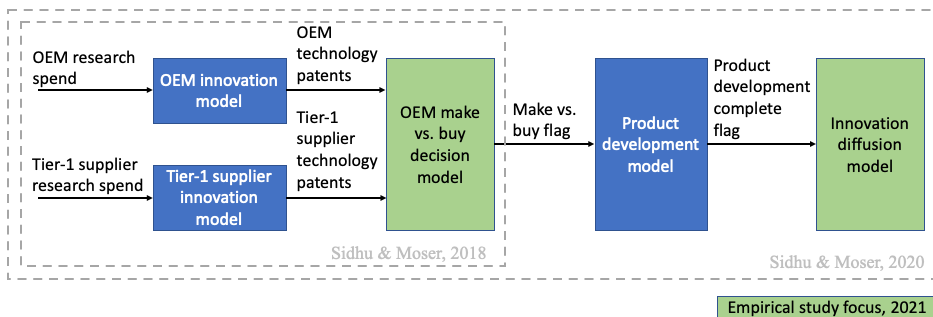 OEM research
spend
OEM innovation
model
OEM
technology
patents
Tier-1 supplier
research spend
Tier-1 supplier
innovation
model
Tier-1
supplier
technology
patents
OEM make
vs. buy
decision
model
Make vs.
buy flag
Product
development
model
Product
development
complete
flag
Innovation
diffusion
model
Sidhu & Moser, 2018
Sidhu & Moser, 2020
Empirical study focus, 2021